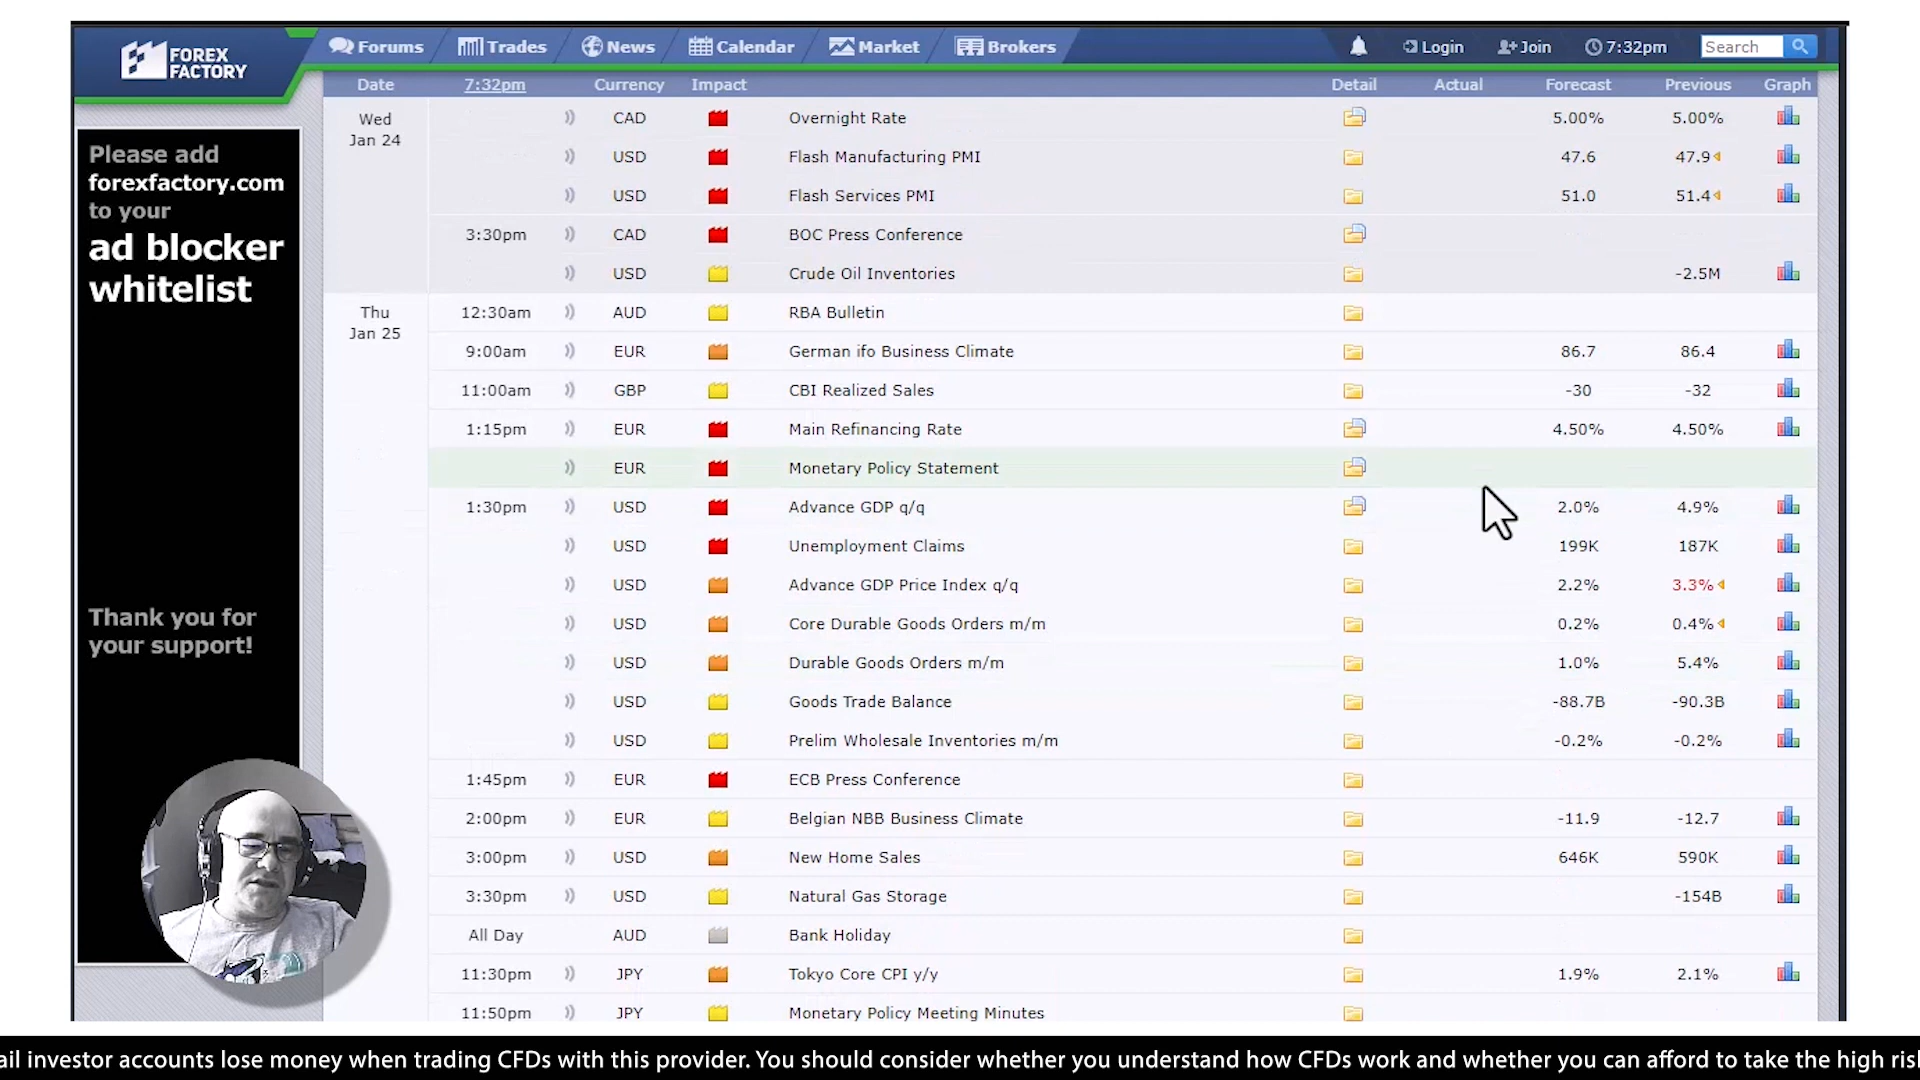 FOREX FACTORY
Forums Trades News Calendar Market Brokers Login Join 7:32pm Search
Date 7:32pm Currency Impact Detail Actual Forecast Previous Graph
Please add
forexfactory.com
to your
ad blocker
whitelist
Thank you for
your support!
Wed Jan 24 CAD Overnight Rate 5.00% 5.00%
USD Flash Manufacturing PMI 47.6 47.9
USD Flash Services PMI 51.0 51.4
3:30pm CAD BOC Press Conference
USD Crude Oil Inventories -2.5M
Thu Jan 25 12:30am AUD RBA Bulletin
9:00am EUR German ifo Business Climate 86.7 86.4
11:00am GBP CBI Realized Sales -30 -32
1:15pm EUR Main Refinancing Rate 4.50% 4.50%
EUR Monetary Policy Statement
1:30pm USD Advance GDP q/q 2.0% 4.9%
USD Unemployment Claims 199K 187K
USD Advance GDP Price Index q/q 2.2% 3.3%
USD Core Durable Goods Orders m/m 0.2% 0.4%
USD Durable Goods Orders m/m 1.0% 5.4%
USD Goods Trade Balance -88.7B -90.3B
USD Prelim Wholesale Inventories m/m -0.2% -0.2%
1:45pm EUR ECB Press Conference
2:00pm EUR Belgian NBB Business Climate -11.9 -12.7
3:00pm USD New Home Sales 646K 590K
3:30pm USD Natural Gas Storage -154B
All Day AUD Bank Holiday
11:30pm JPY Tokyo Core CPI y/y 1.9% 2.1%
11:50pm JPY Monetary Policy Meeting Minutes
ail investor accounts lose money when trading CFDs with this provider. You should consider whether you understand how CFDs work and whether you can afford to take the high ris